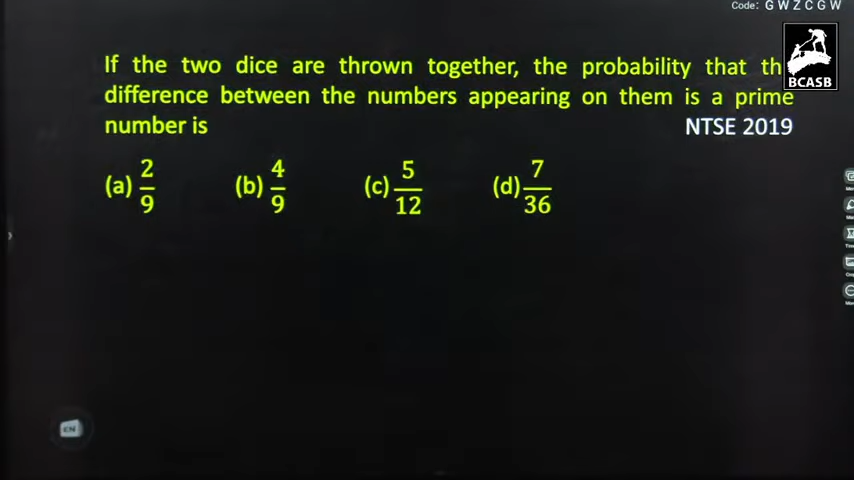 Code: G W Z C G W
If the two dice are thrown together, the probability that th
BCASB
difference between the numbers appearing on them is a prime
number is NTSE 2019
(a) 2/9 (b) 4/9 (c) 5/12 (d) 7/36
EN